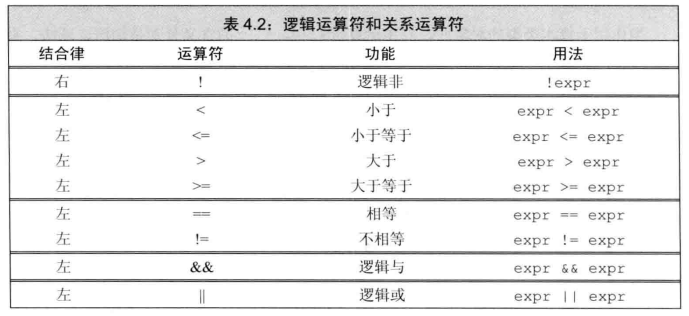 表 4.2：逻辑运算符和关系运算符
结合律 运算符 功能 用法
右 ! 逻辑非 !expr
左 < 小于 expr < expr
左 <= 小于等于 expr <= expr
左 > 大于 expr > expr
左 >= 大于等于 expr >= expr
左 == 相等 expr == expr
左 != 不相等 expr != expr
左 && 逻辑与 expr && expr
左 || 逻辑或 expr || expr